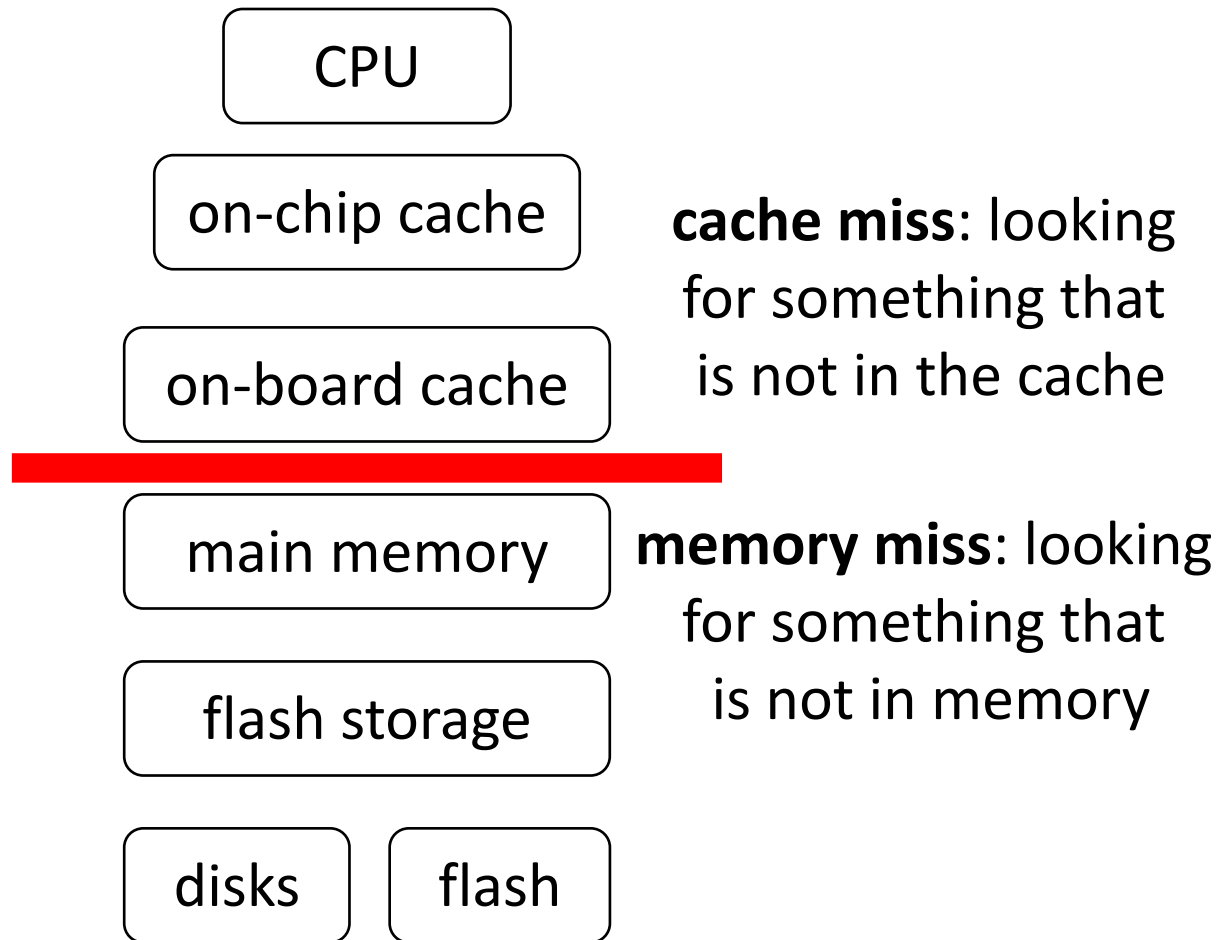 CPU
on-chip cache
on-board cache
cache miss: looking
for something that
is not in the cache
main memory
flash storage
memory miss: looking
for something that
is not in memory
disks
flash